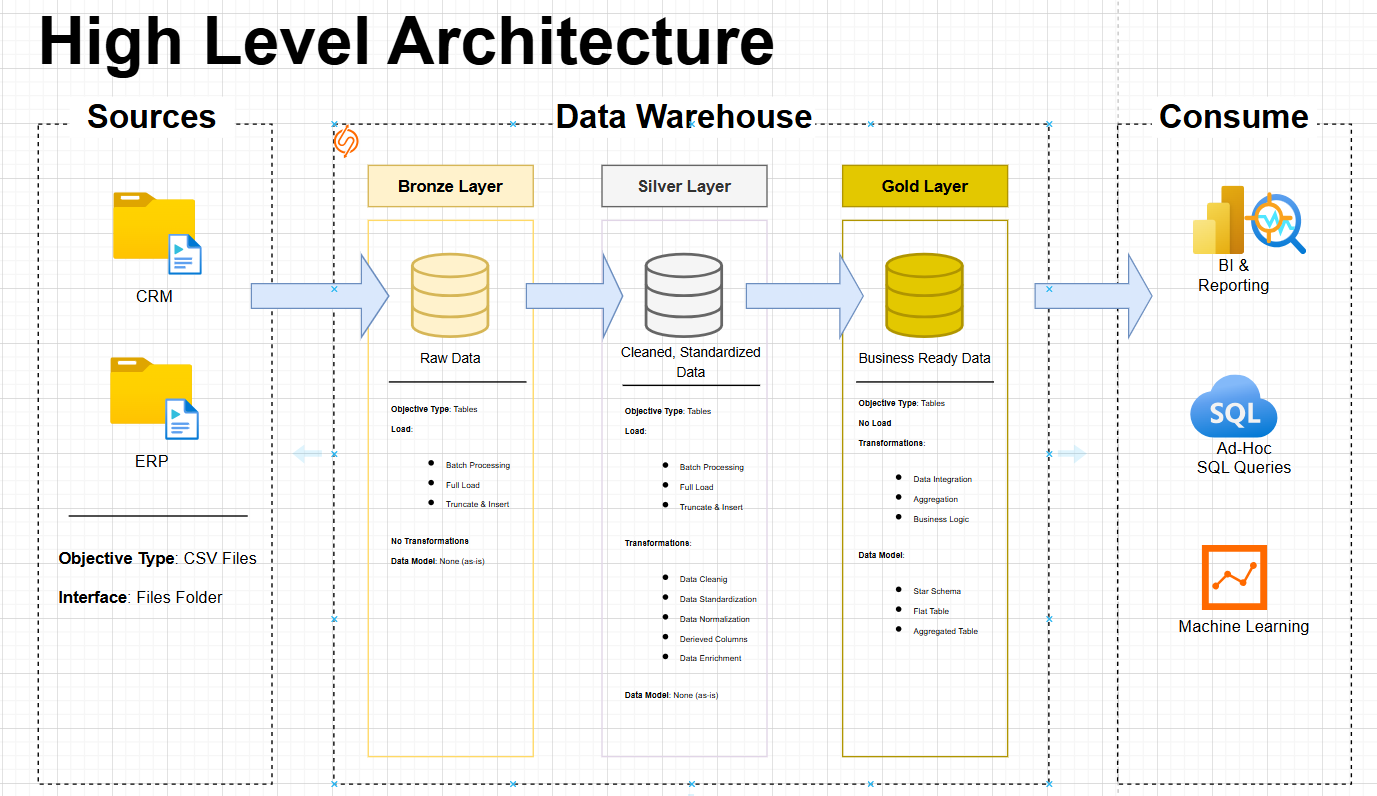 High Level Architecture
Sources
CRM
ERP
Objective Type: CSV Files
Interface: Files Folder
Data Warehouse
Bronze Layer
Raw Data
Objective Type: Tables
Load:
Batch Processing
Full Load
Truncate & Insert
No Transformations
Data Model: None (as-is)
Silver Layer
Cleaned, Standardized
Data
Objective Type: Tables
Load:
Batch Processing
Full Load
Truncate & Insert
Transformations:
Data Cleanig
Data Standardization
Data Normalization
Derieved Columns
Data Enrichment
Data Model: None (as-is)
Gold Layer
Business Ready Data
Objective Type: Tables
No Load
Transformations:
Data Integration
Aggregation
Business Logic
Data Model:
Star Schema
Flat Table
Aggregated Table
Consume
BI &
Reporting
SQL
Ad-Hoc
SQL Queries
Machine Learning